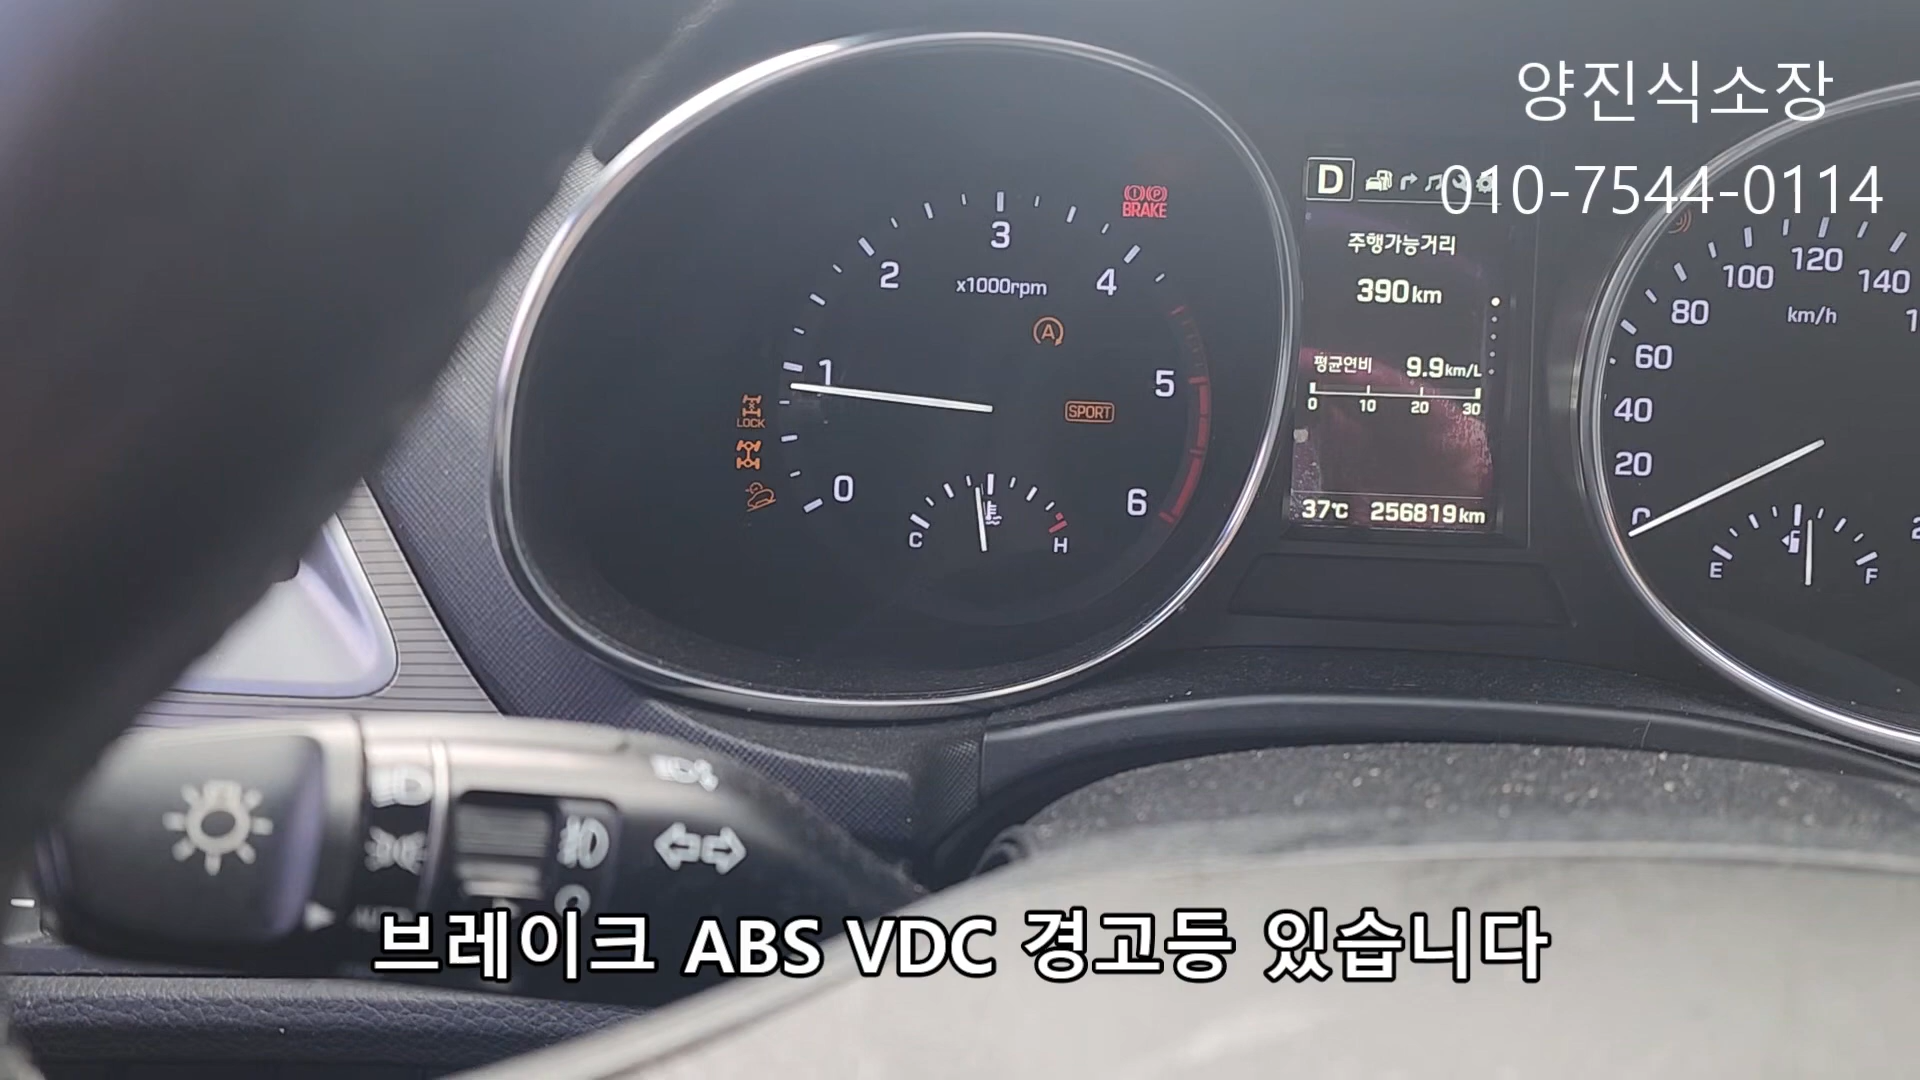 양진식소장
010-7544-0114
BRAKE
3
2
4
x1000rpm
A
1
5
LOCK
SPORT
0
6
C
H
D
주행가능거리
390km
평균연비 9.9km/L
0 10 20 30
37℃ 256819km
120
100
140
80
km/h
60
40
20
0
E
F
브레이크 ABS VDC 경고등 있습니다